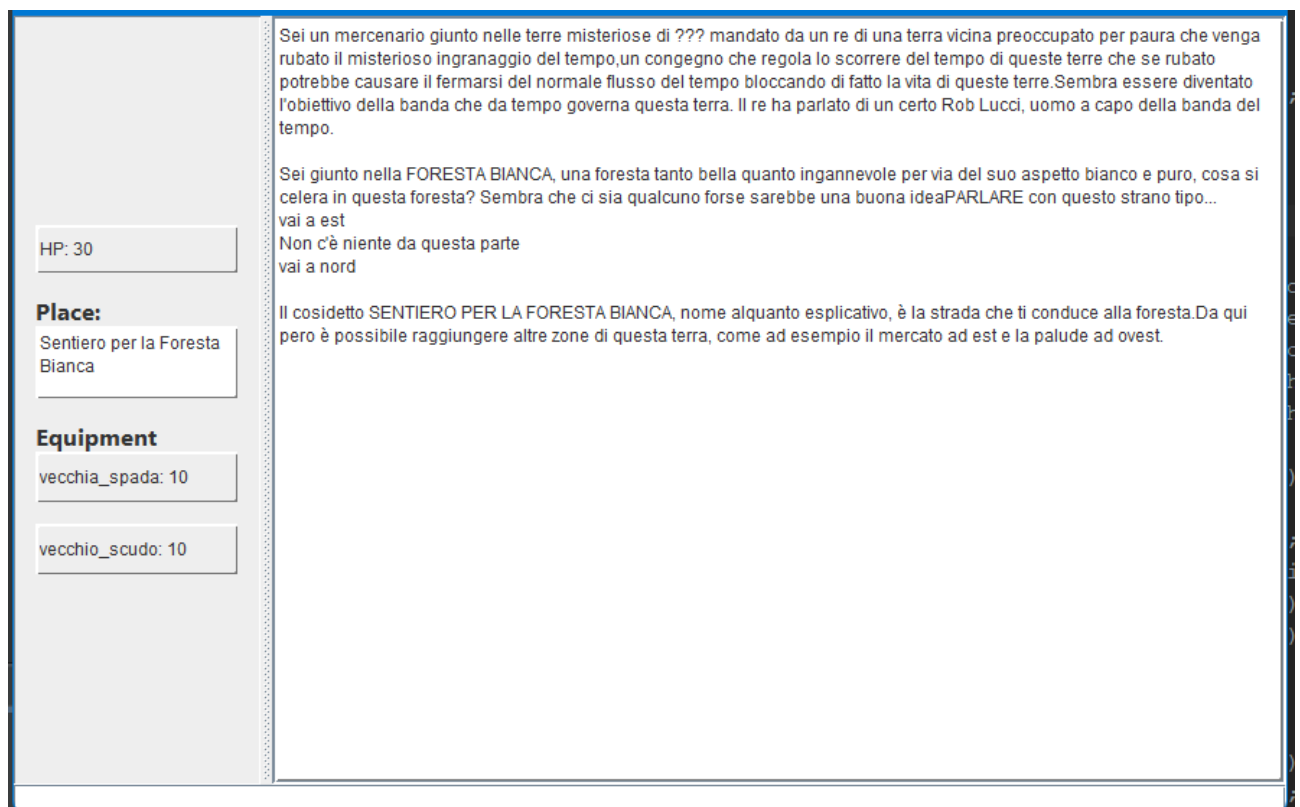 Sei un mercenario giunto nelle terre misteriose di ??? mandato da un re di una terra vicina preoccupato per paura che venga
rubato il misterioso ingranaggio del tempo,un congegno che regola lo scorrere del tempo di queste terre che se rubato
potrebbe causare il fermarsi del normale flusso del tempo bloccando di fatto la vita di queste terre.Sembra essere diventato
l'obiettivo della banda che da tempo governa questa terra. Il re ha parlato di un certo Rob Lucci, uomo a capo della banda del
tempo.
Sei giunto nella FORESTA BIANCA, una foresta tanto bella quanto ingannevole per via del suo aspetto bianco e puro, cosa si
celera in questa foresta? Sembra che ci sia qualcuno forse sarebbe una buona ideaPARLARE con questo strano tipo...
vai a est
Non c'è niente da questa parte
vai a nord
Il cosidetto SENTIERO PER LA FORESTA BIANCA, nome alquanto esplicativo, è la strada che ti conduce alla foresta.Da qui
pero è possibile raggiungere altre zone di questa terra, come ad esempio il mercato ad est e la palude ad ovest.
HP: 30
Place:
Sentiero per la Foresta
Bianca
Equipment
vecchia_spada: 10
vecchio_scudo: 10